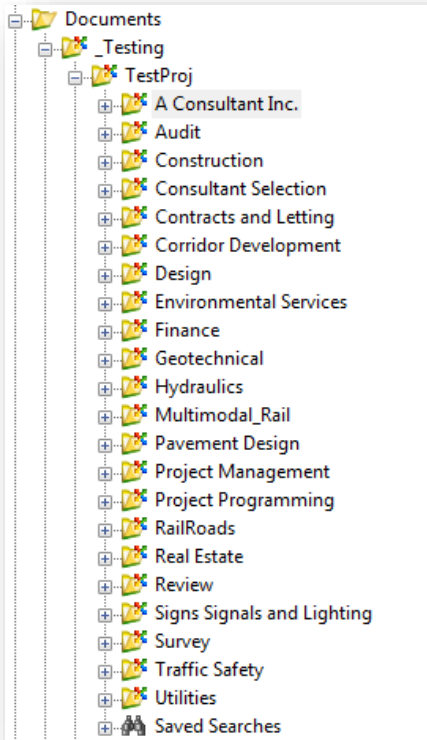 Documents
_Testing
TestProj
A Consultant Inc.
Audit
Construction
Consultant Selection
Contracts and Letting
Corridor Development
Design
Environmental Services
Finance
Geotechnical
Hydraulics
Multimodal_Rail
Pavement Design
Project Management
Project Programming
RailRoads
Real Estate
Review
Signs Signals and Lighting
Survey
Traffic Safety
Utilities
Saved Searches